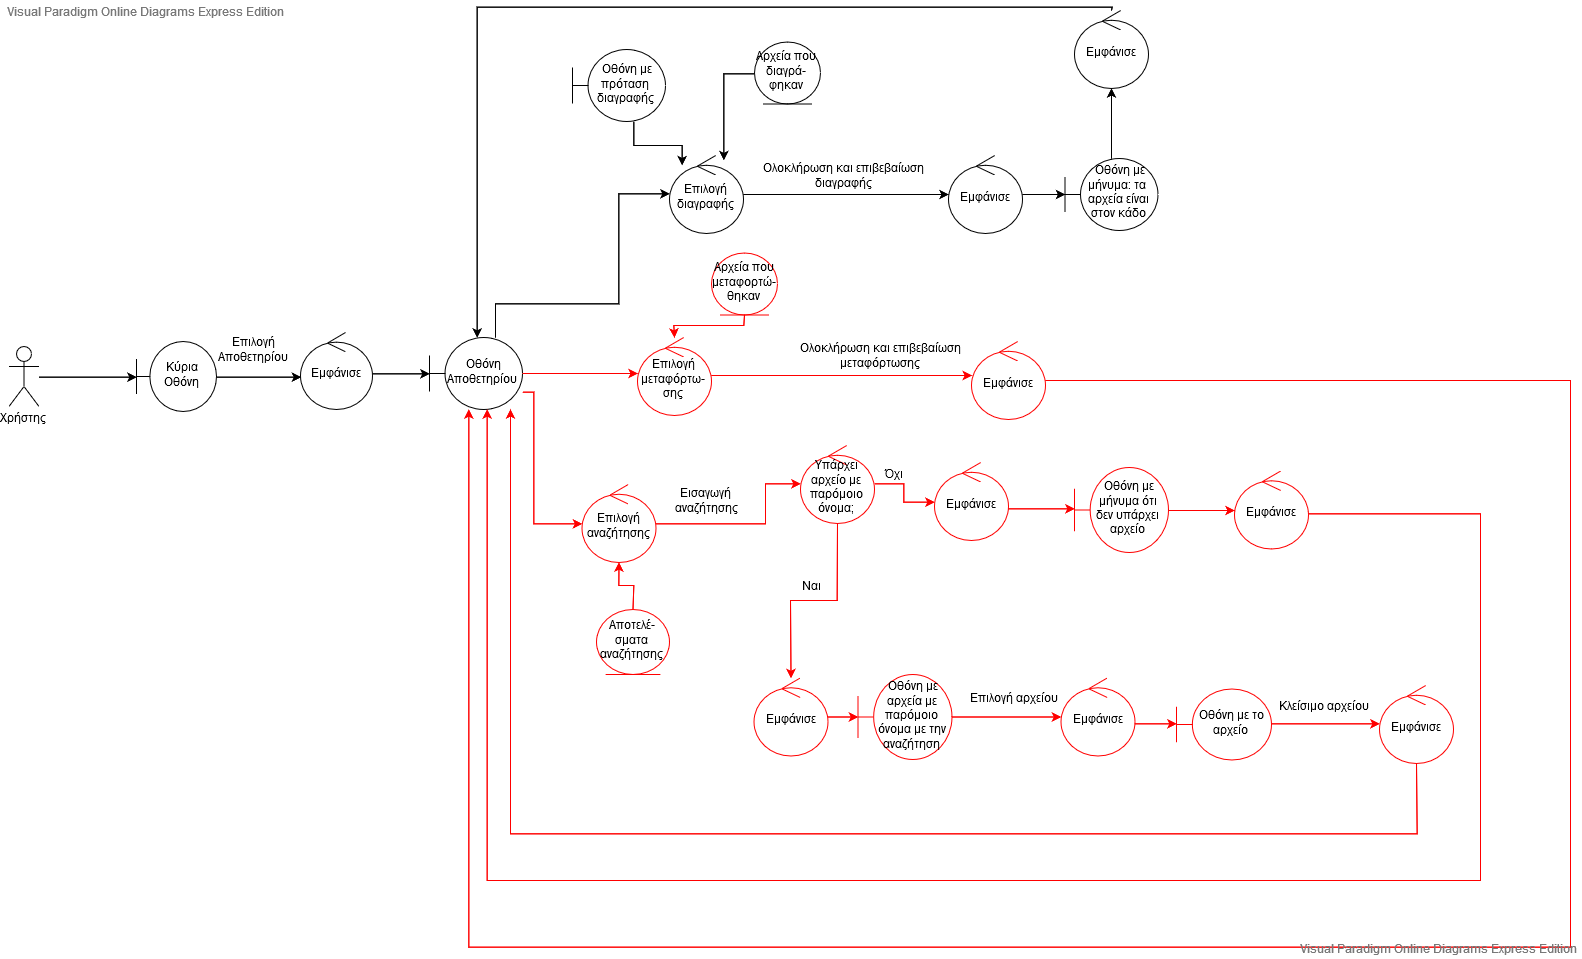 Visual Paradigm Online Diagrams Express Edition
Εμφάνισε
Οθόνη με
πρόταση
διαγραφής
Αρχεία που
διαγρά-
φηκαν
Ολοκλήρωση και επιβεβαίωση
διαγραφής
Επιλογή
διαγραφής
Εμφάνισε
Οθόνη με
μήνυμα: τα
αρχεία είναι
στον κάδο
Αρχεία που
μεταφορτώ-
θηκαν
Χρήστης
Κύρια
Οθόνη
Επιλογή
Αποθετηρίου
Εμφάνισε
Οθόνη
Αποθετηρίου
Επιλογή
μεταφόρτω-
σης
Ολοκλήρωση και επιβεβαίωση
μεταφόρτωσης
Εμφάνισε
Επιλογή
αναζήτησης
Εισαγωγή
αναζήτησης
Υπάρχει
αρχείο με
παρόμοιο
όνομα;
Όχι
Εμφάνισε
Οθόνη με
μήνυμα ότι
δεν υπάρχει
αρχείο
Εμφάνισε
Ναι
Αποτελέ-
σματα
αναζήτησης
Εμφάνισε
Οθόνη με
αρχεία με
παρόμοιο
όνομα με την
αναζήτηση
Επιλογή αρχείου
Εμφάνισε
Οθόνη με το
αρχείο
Κλείσιμο αρχείου
Εμφάνισε
Visual Paradigm Online Diagrams Express Edition